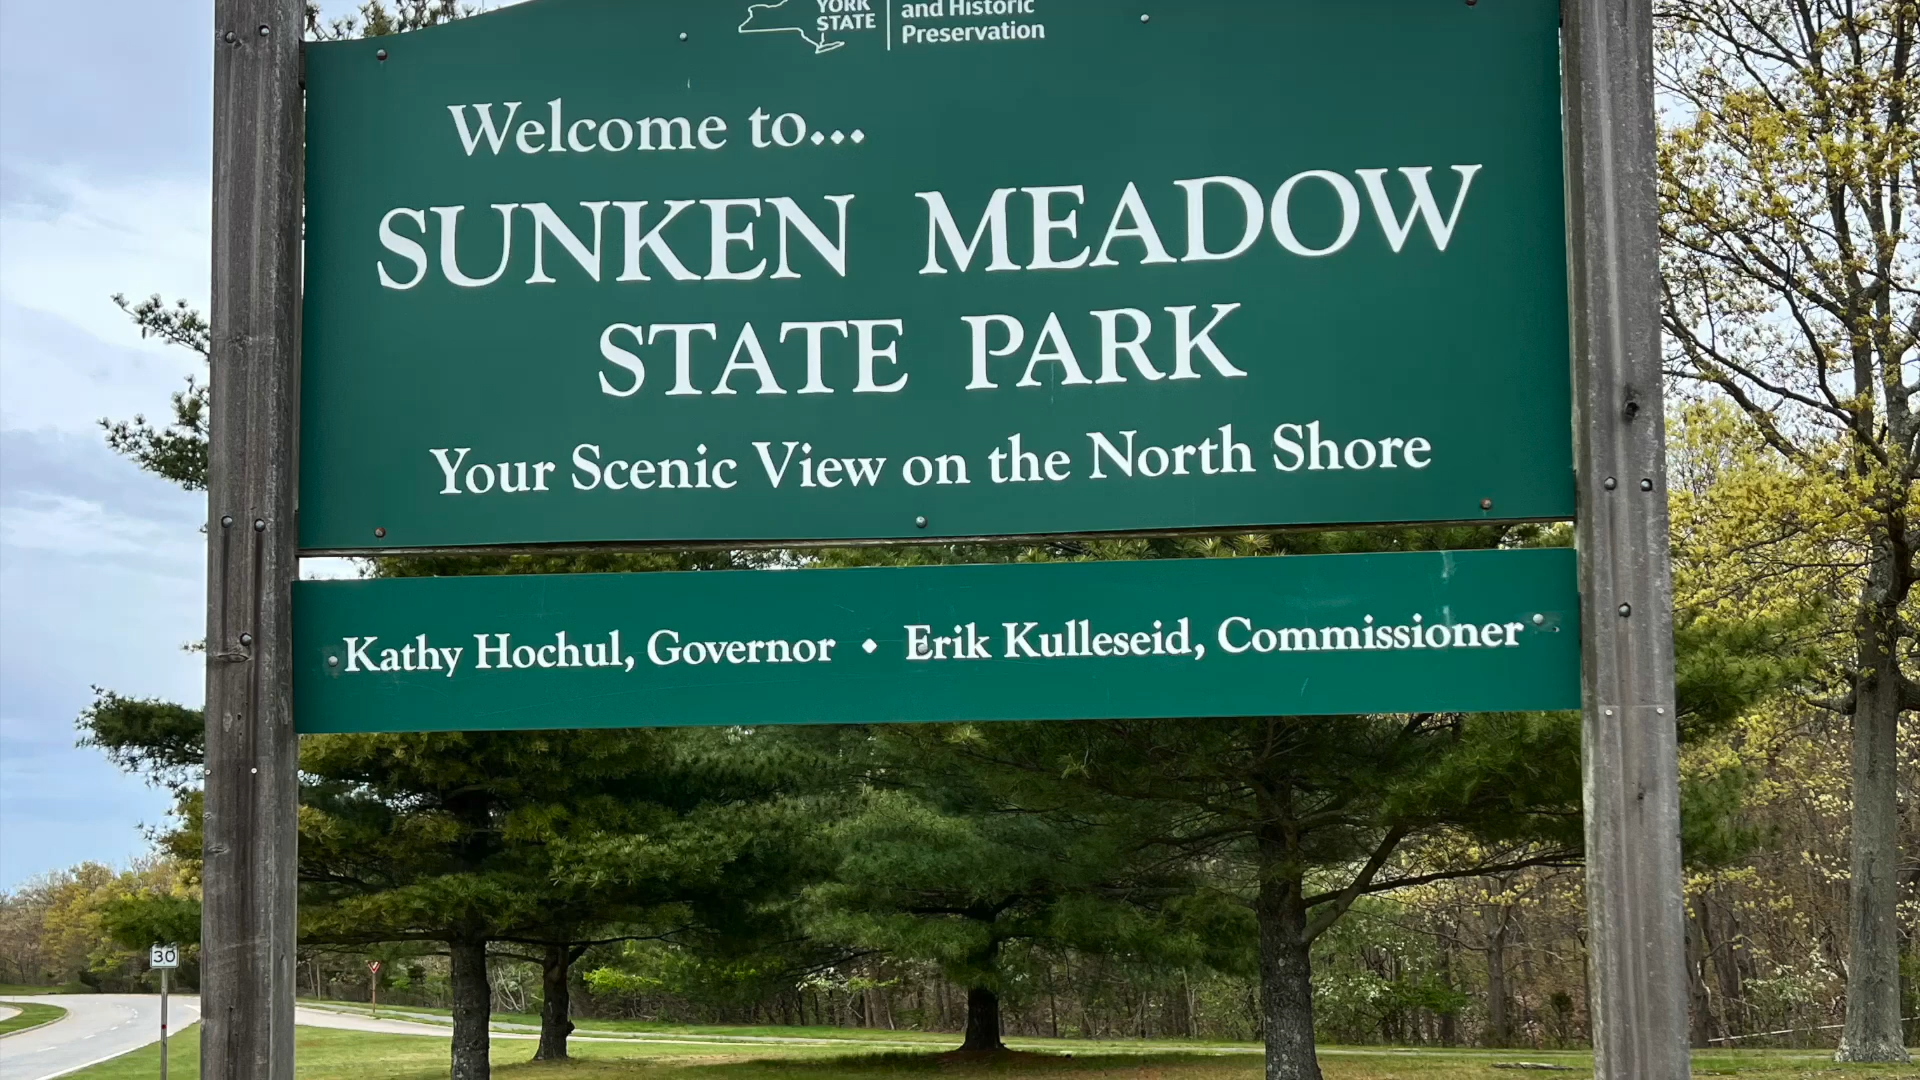 YORK
STATE
and Historic
Preservation
Welcome to...
SUNKEN MEADOW
STATE PARK
Your Scenic View on the North Shore
Kathy Hochul, Governor • Erik Kulleseid, Commissioner
30